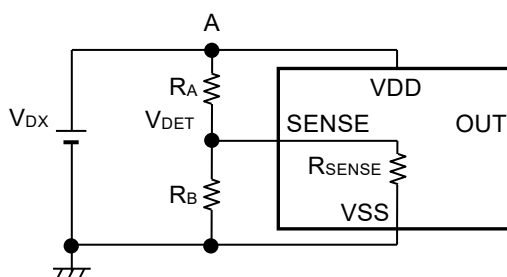 A
VDD
RA
VDX
VDET
SENSE
OUT
RSENSE
RB
VSS